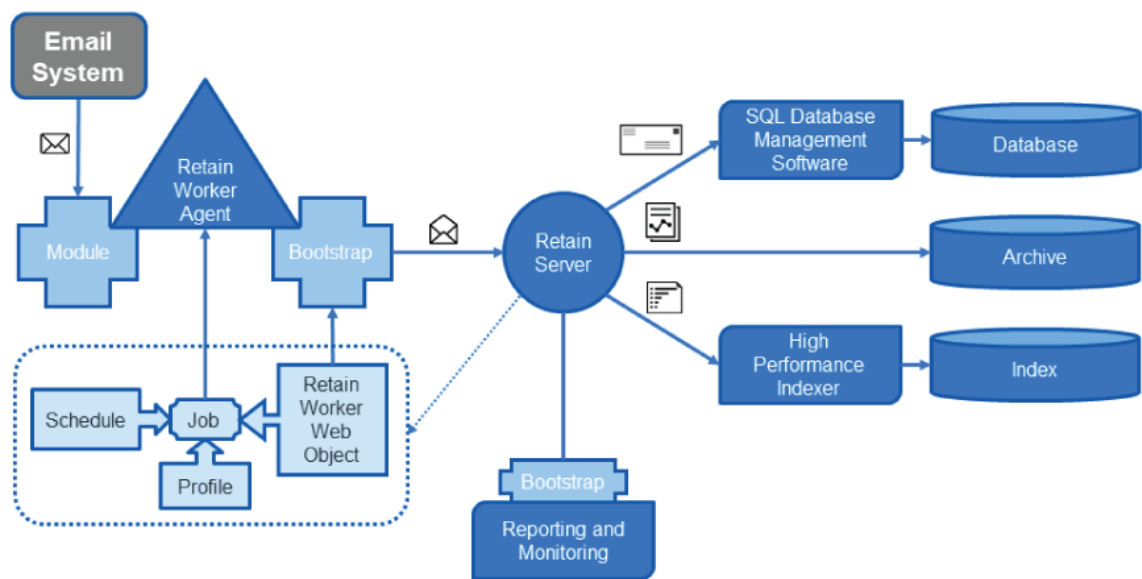 Email
System
Retain
Worker
Agent
Module
Bootstrap
Retain
Server
SQL Database
Management
Software
Database
Archive
High
Performance
Indexer
Index
Schedule
Job
Profile
Retain
Worker
Web
Object
Bootstrap
Reporting and
Monitoring